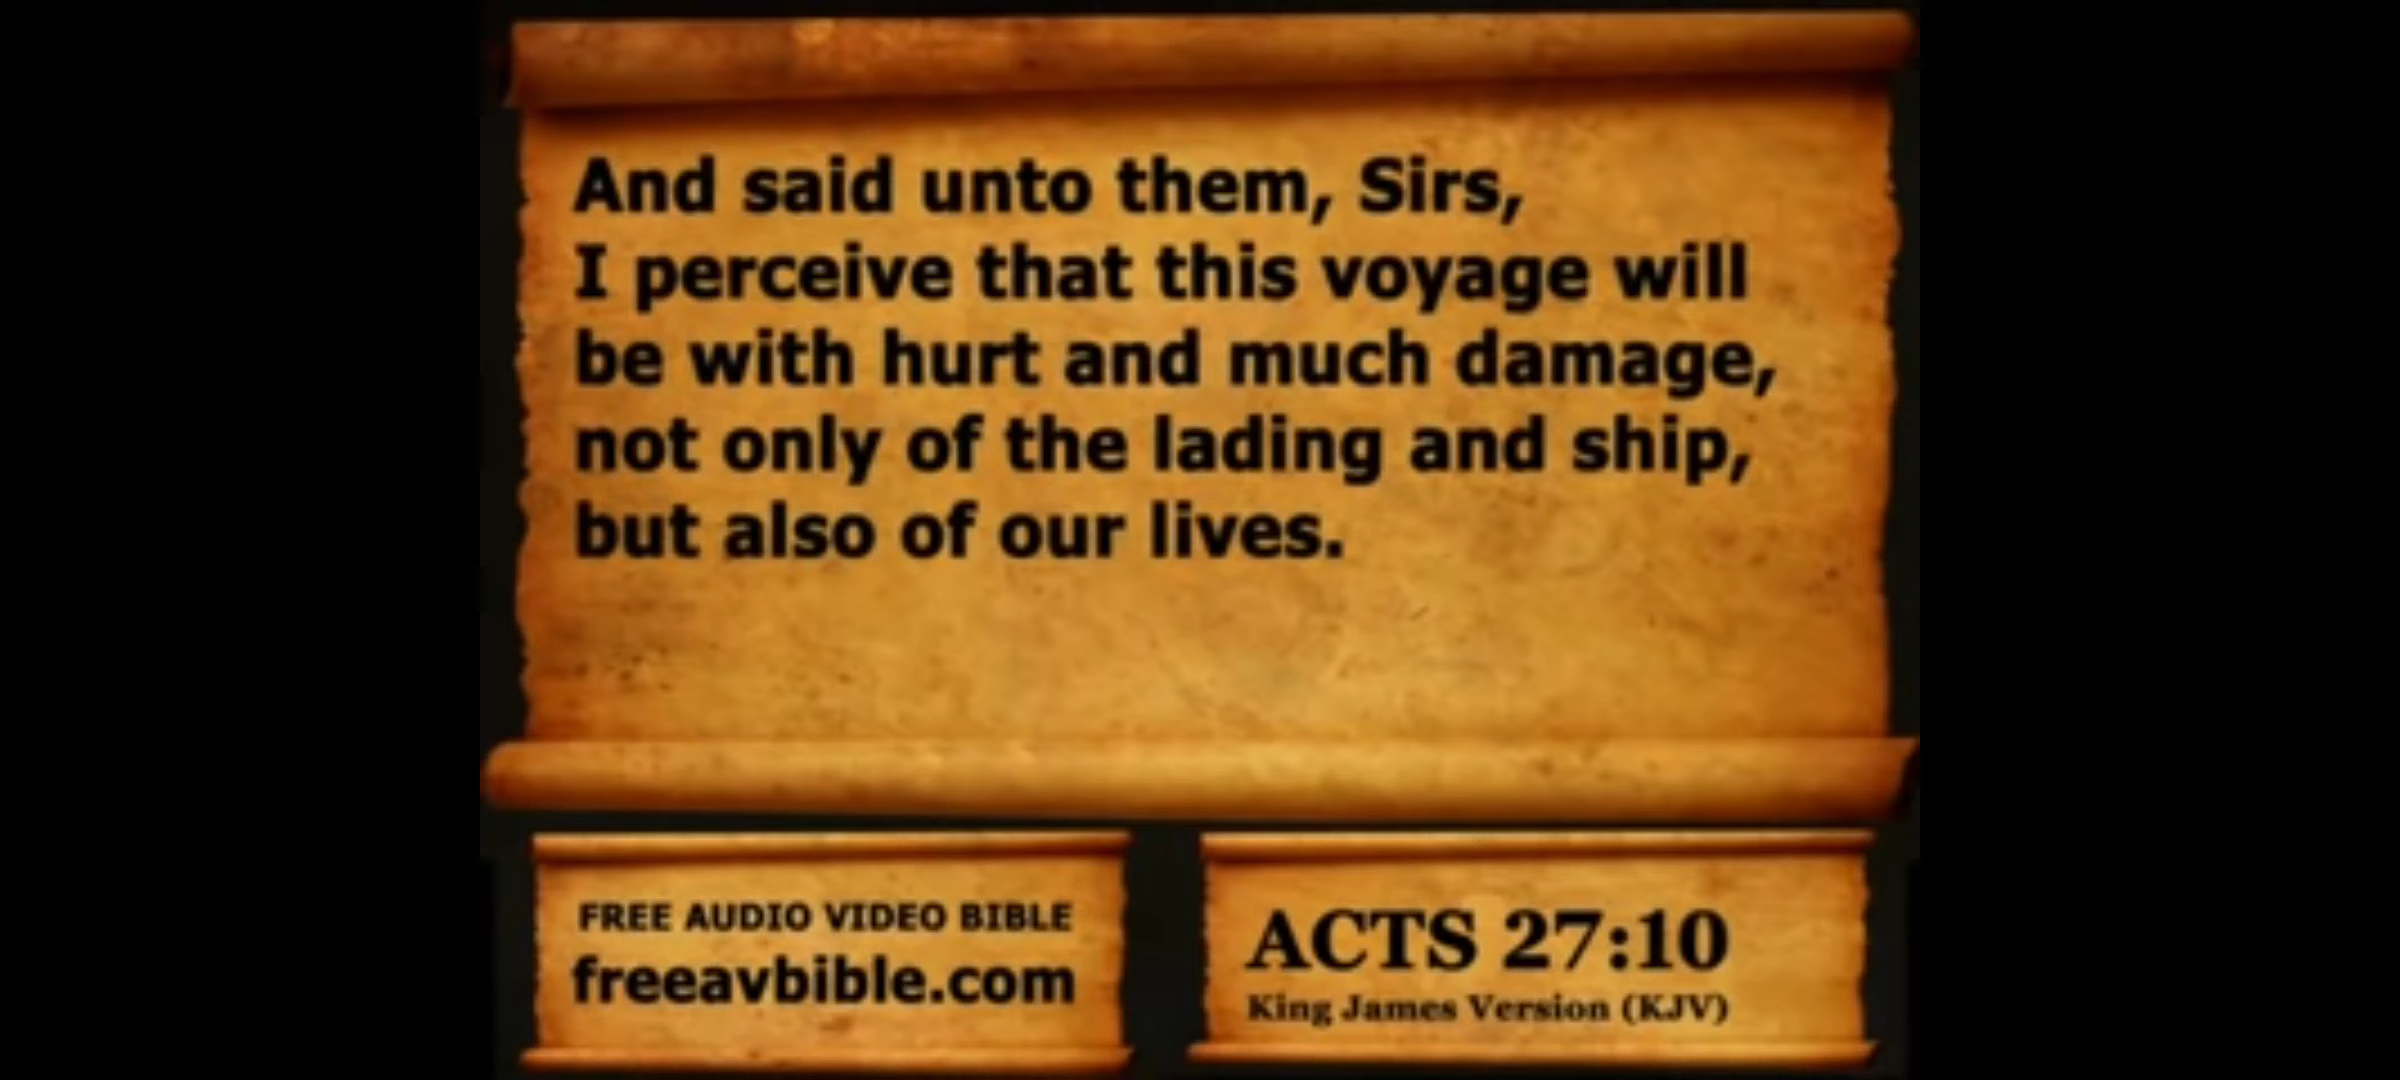 And said unto them, Sirs,
I perceive that this voyage will
be with hurt and much damage,
not only of the lading and ship,
but also of our lives.
FREE AUDIO VIDEO BIBLE
freeavbible.com
ACTS 27:10
King James Version (KJV)